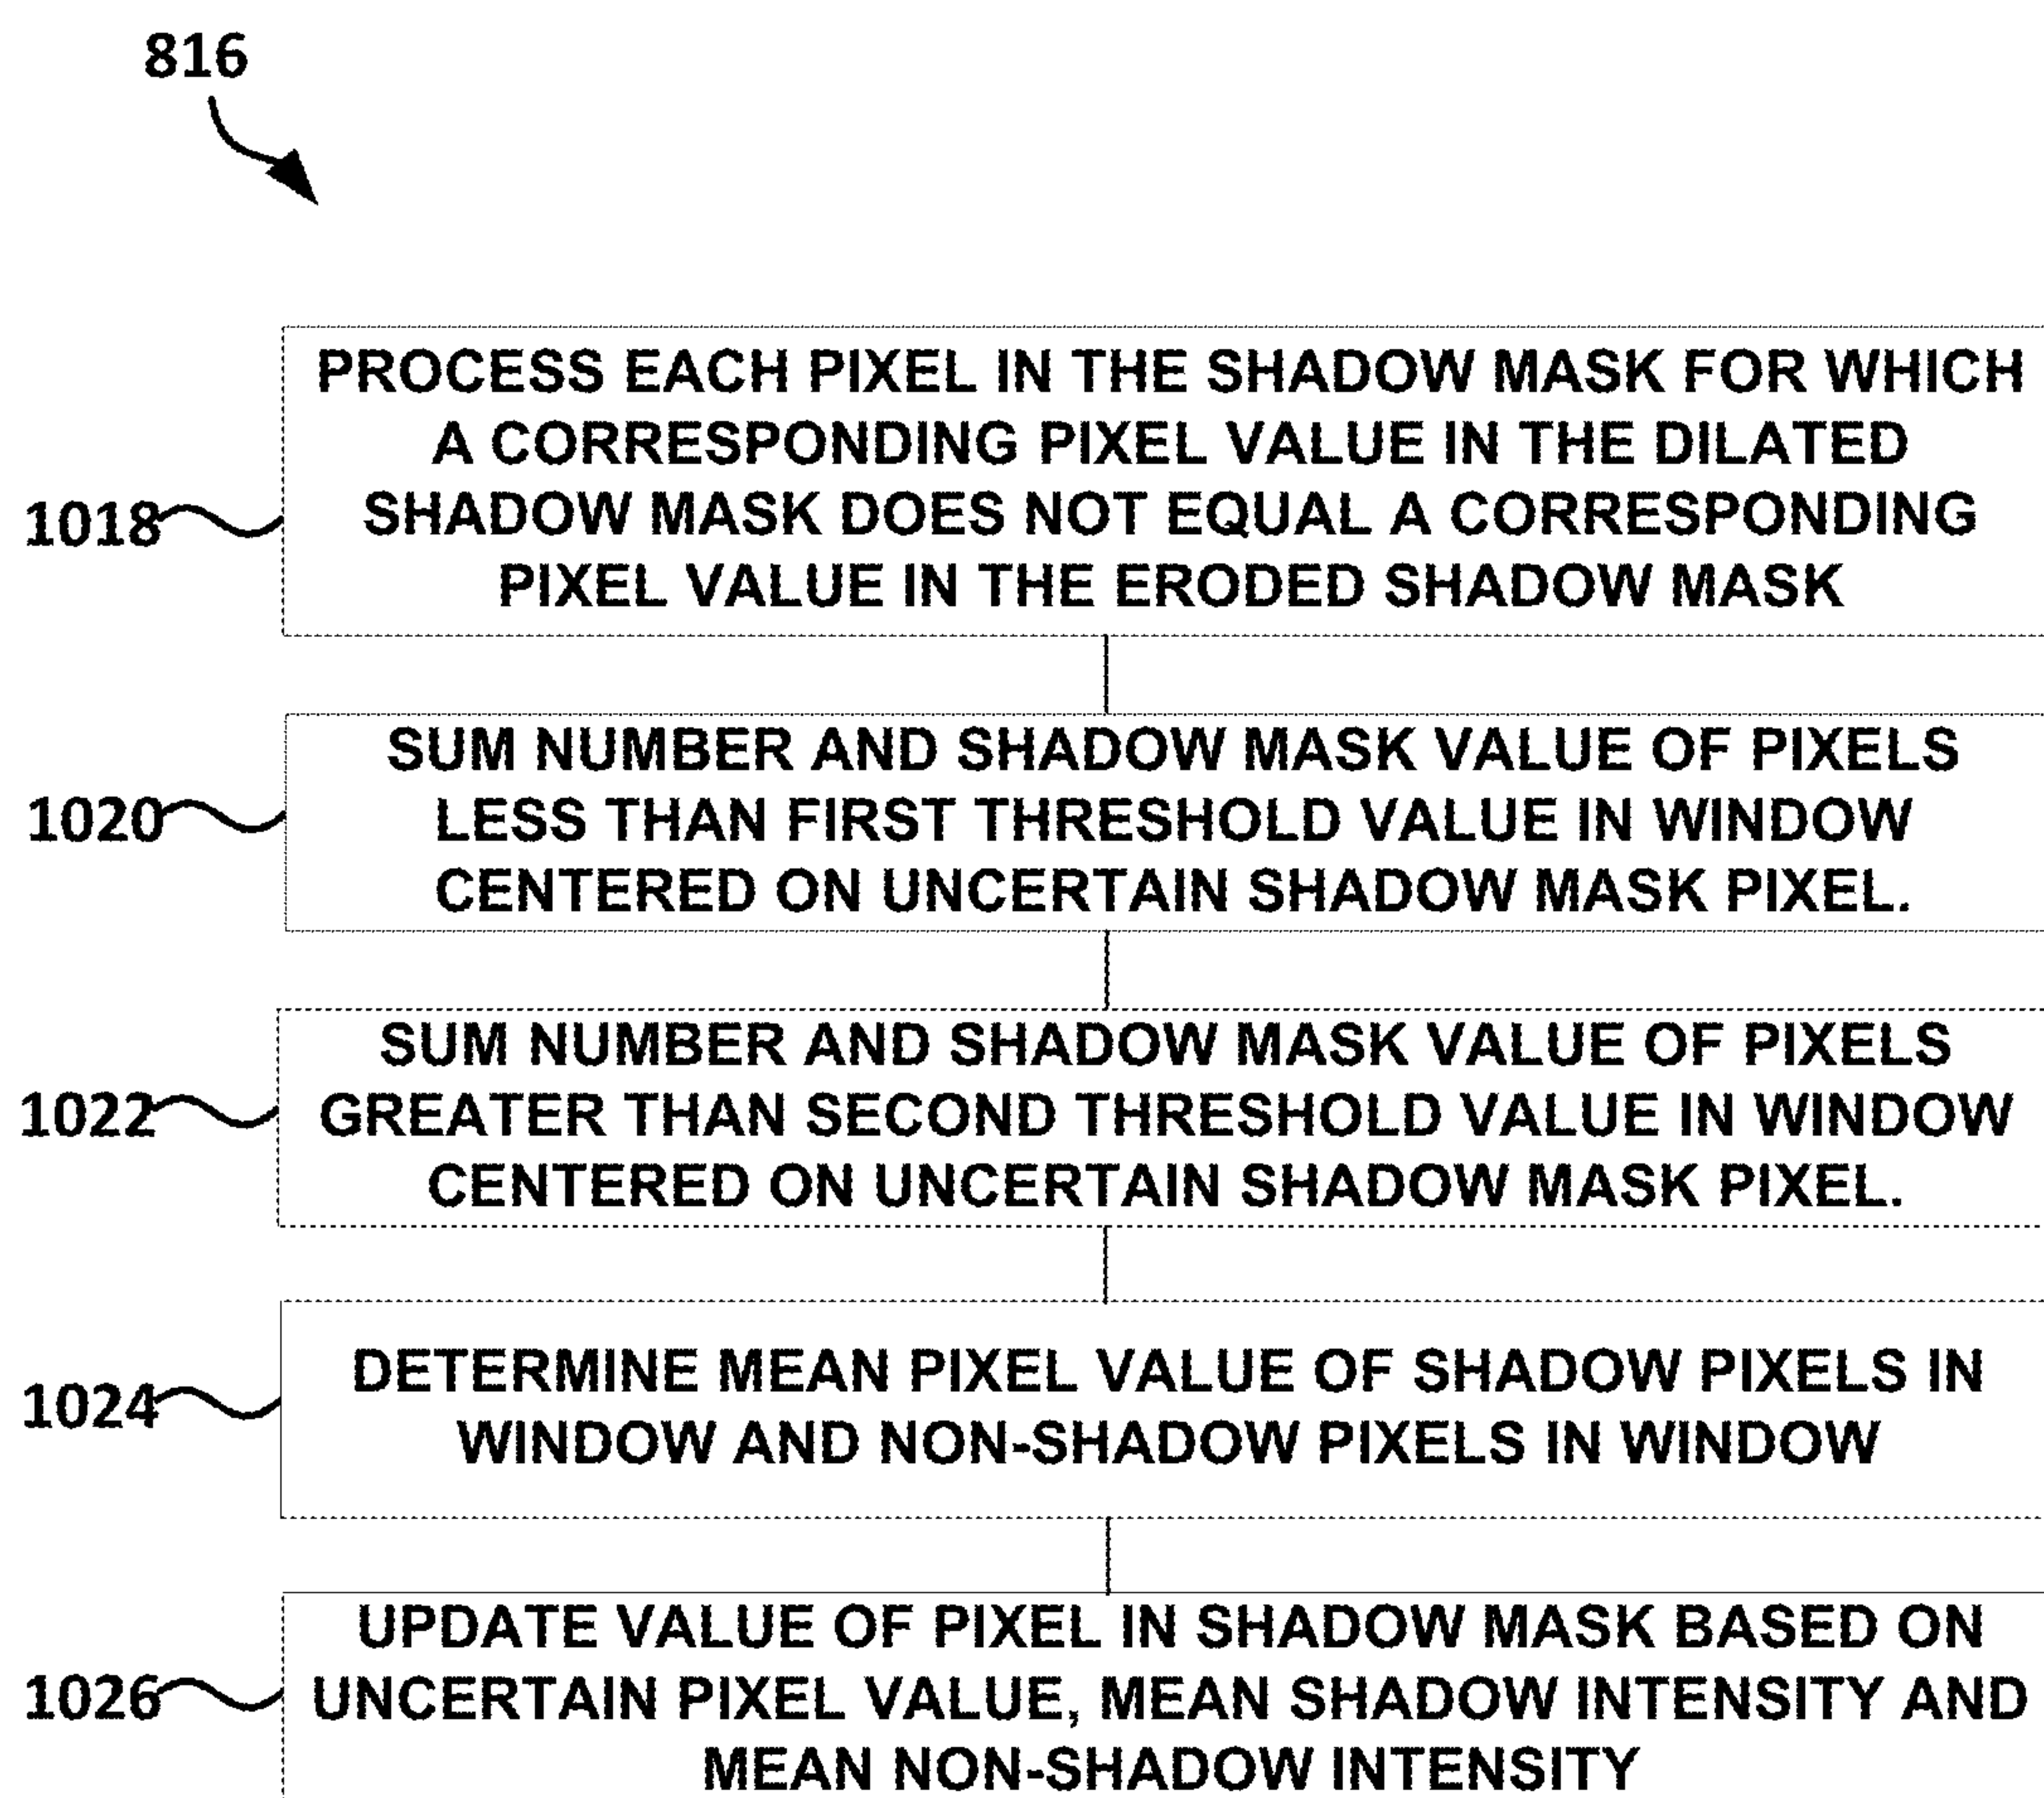 816
PROCESS EACH PIXEL IN THE SHADOW MASK FOR WHICH
A CORRESPONDING PIXEL VALUE IN THE DILATED
SHADOW MASK DOES NOT EQUAL A CORRESPONDING
PIXEL VALUE IN THE ERODED SHADOW MASK
1018
SUM NUMBER AND SHADOW MASK VALUE OF PIXELS
LESS THAN FIRST THRESHOLD VALUE IN WINDOW
CENTERED ON UNCERTAIN SHADOW MASK PIXEL.
1020
SUM NUMBER AND SHADOW MASK VALUE OF PIXELS
GREATER THAN SECOND THRESHOLD VALUE IN WINDOW
CENTERED ON UNCERTAIN SHADOW MASK PIXEL.
1022
DETERMINE MEAN PIXEL VALUE OF SHADOW PIXELS IN
WINDOW AND NON-SHADOW PIXELS IN WINDOW
1024
UPDATE VALUE OF PIXEL IN SHADOW MASK BASED ON
UNCERTAIN PIXEL VALUE, MEAN SHADOW INTENSITY AND
MEAN NON-SHADOW INTENSITY
1026